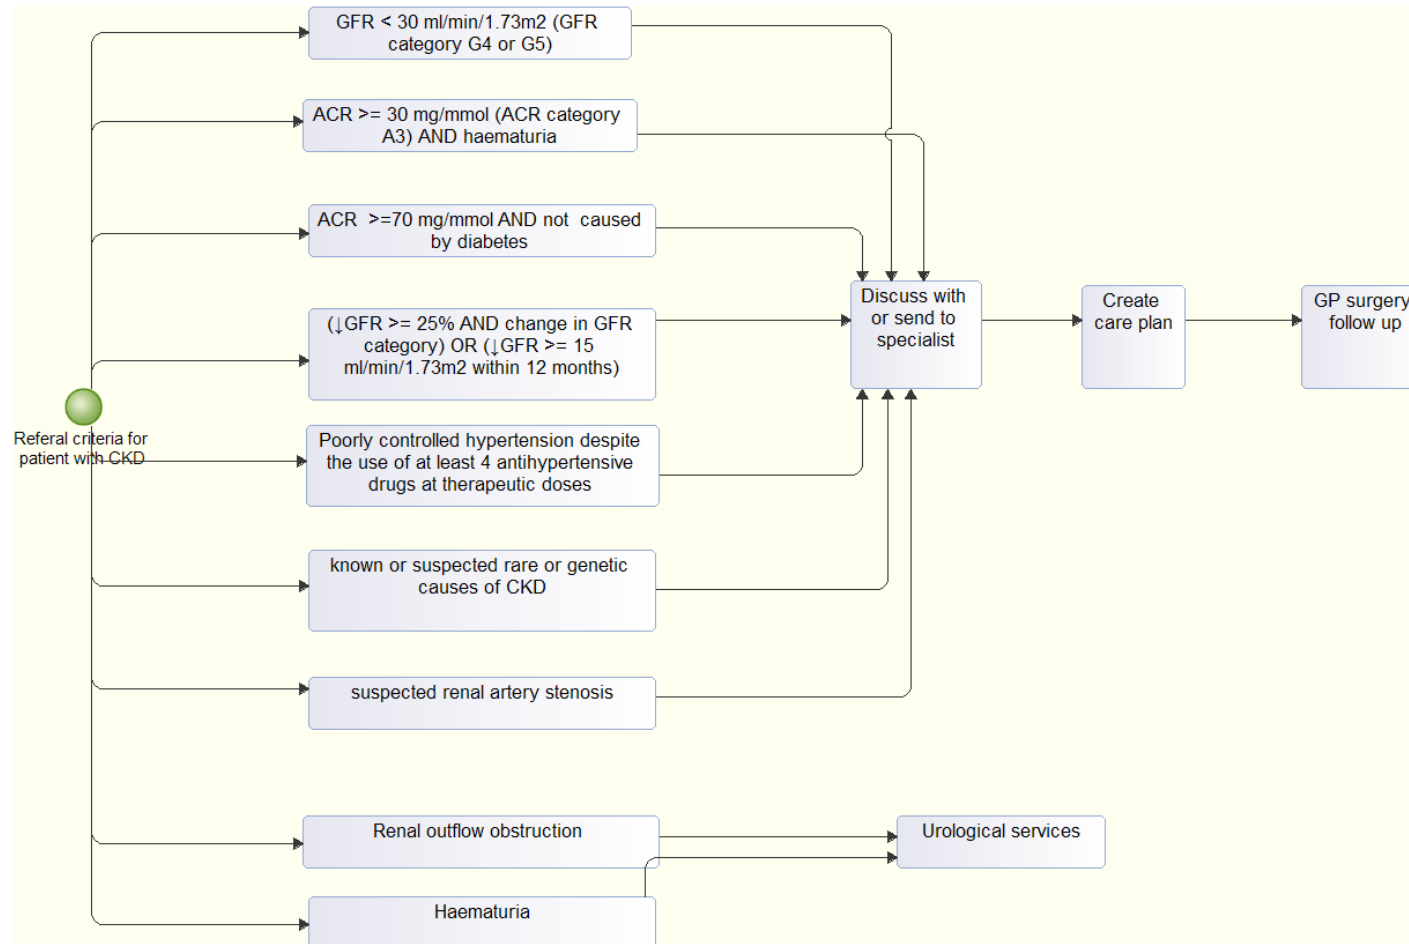 GFR < 30 ml/min/1.73m2 (GFR
category G4 or G5)
ACR >= 30 mg/mmol (ACR category
A3) AND haematuria
ACR >=70 mg/mmol AND not caused
by diabetes
(↓GFR >= 25% AND change in GFR
category) OR (↓GFR >= 15
ml/min/1.73m2 within 12 months)
Discuss with
or send to
specialist
Create
care plan
GP surgery
follow up
Referal criteria for
patient with CKD
Poorly controlled hypertension despite
the use of at least 4 antihypertensive
drugs at therapeutic doses
known or suspected rare or genetic
causes of CKD
suspected renal artery stenosis
Renal outflow obstruction
Urological services
Haematuria